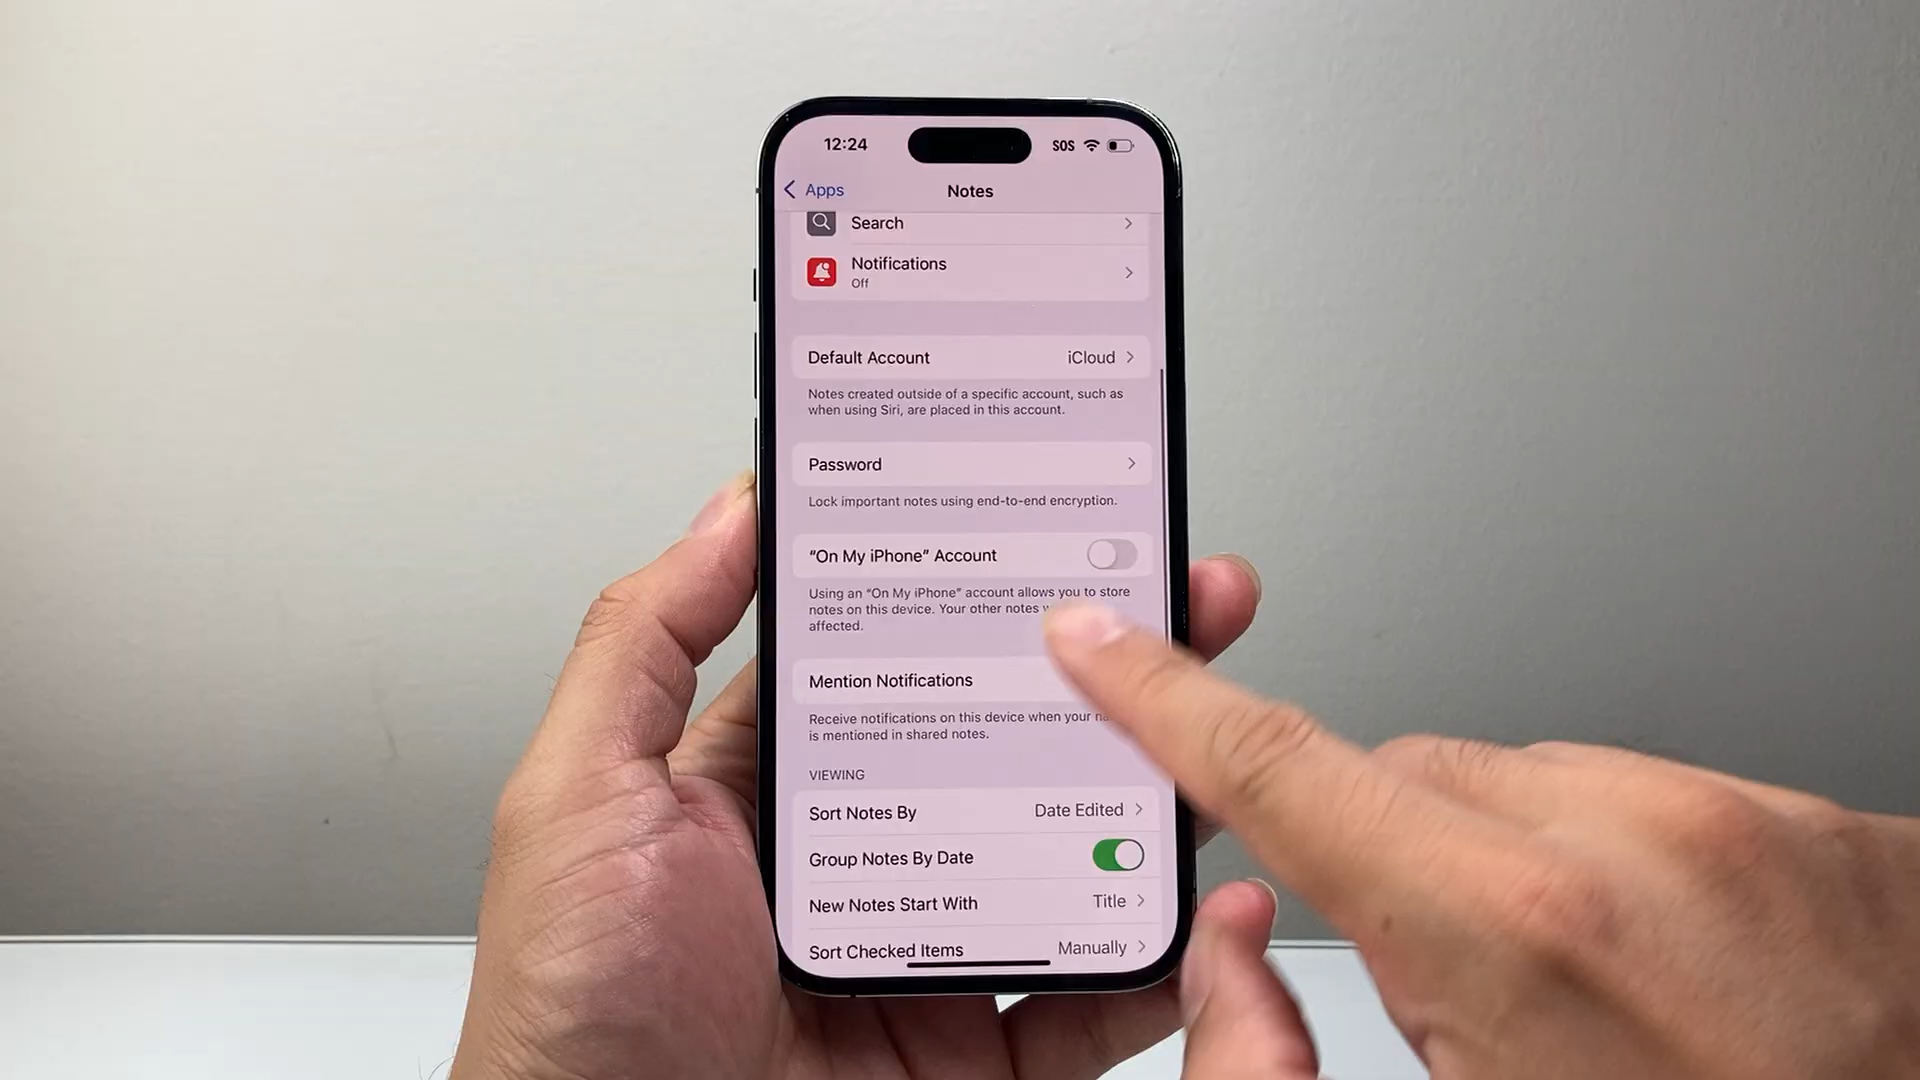 12:24 SOS
Apps
Notes
Search
Notifications
Off
Default Account iCloud
Notes created outside of a specific account, such as
when using Siri, are placed in this account.
Password
Lock important notes using end-to-end encryption.
"On My iPhone" Account
Using an "On My iPhone" account allows you to store
notes on this device. Your other notes
affected.
Mention Notifications
Receive notifications on this device when your
is mentioned in shared notes.
VIEWING
Sort Notes By Date Edited
Group Notes By Date
New Notes Start With Title
Sort Checked Items Manually